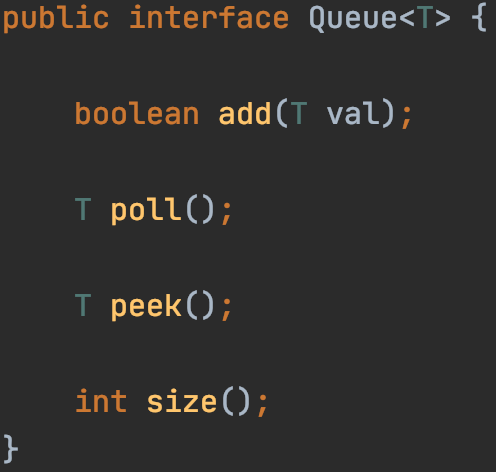 public interface Queue<T> {
boolean add(T val);
T poll();
T peek();
int size();
}